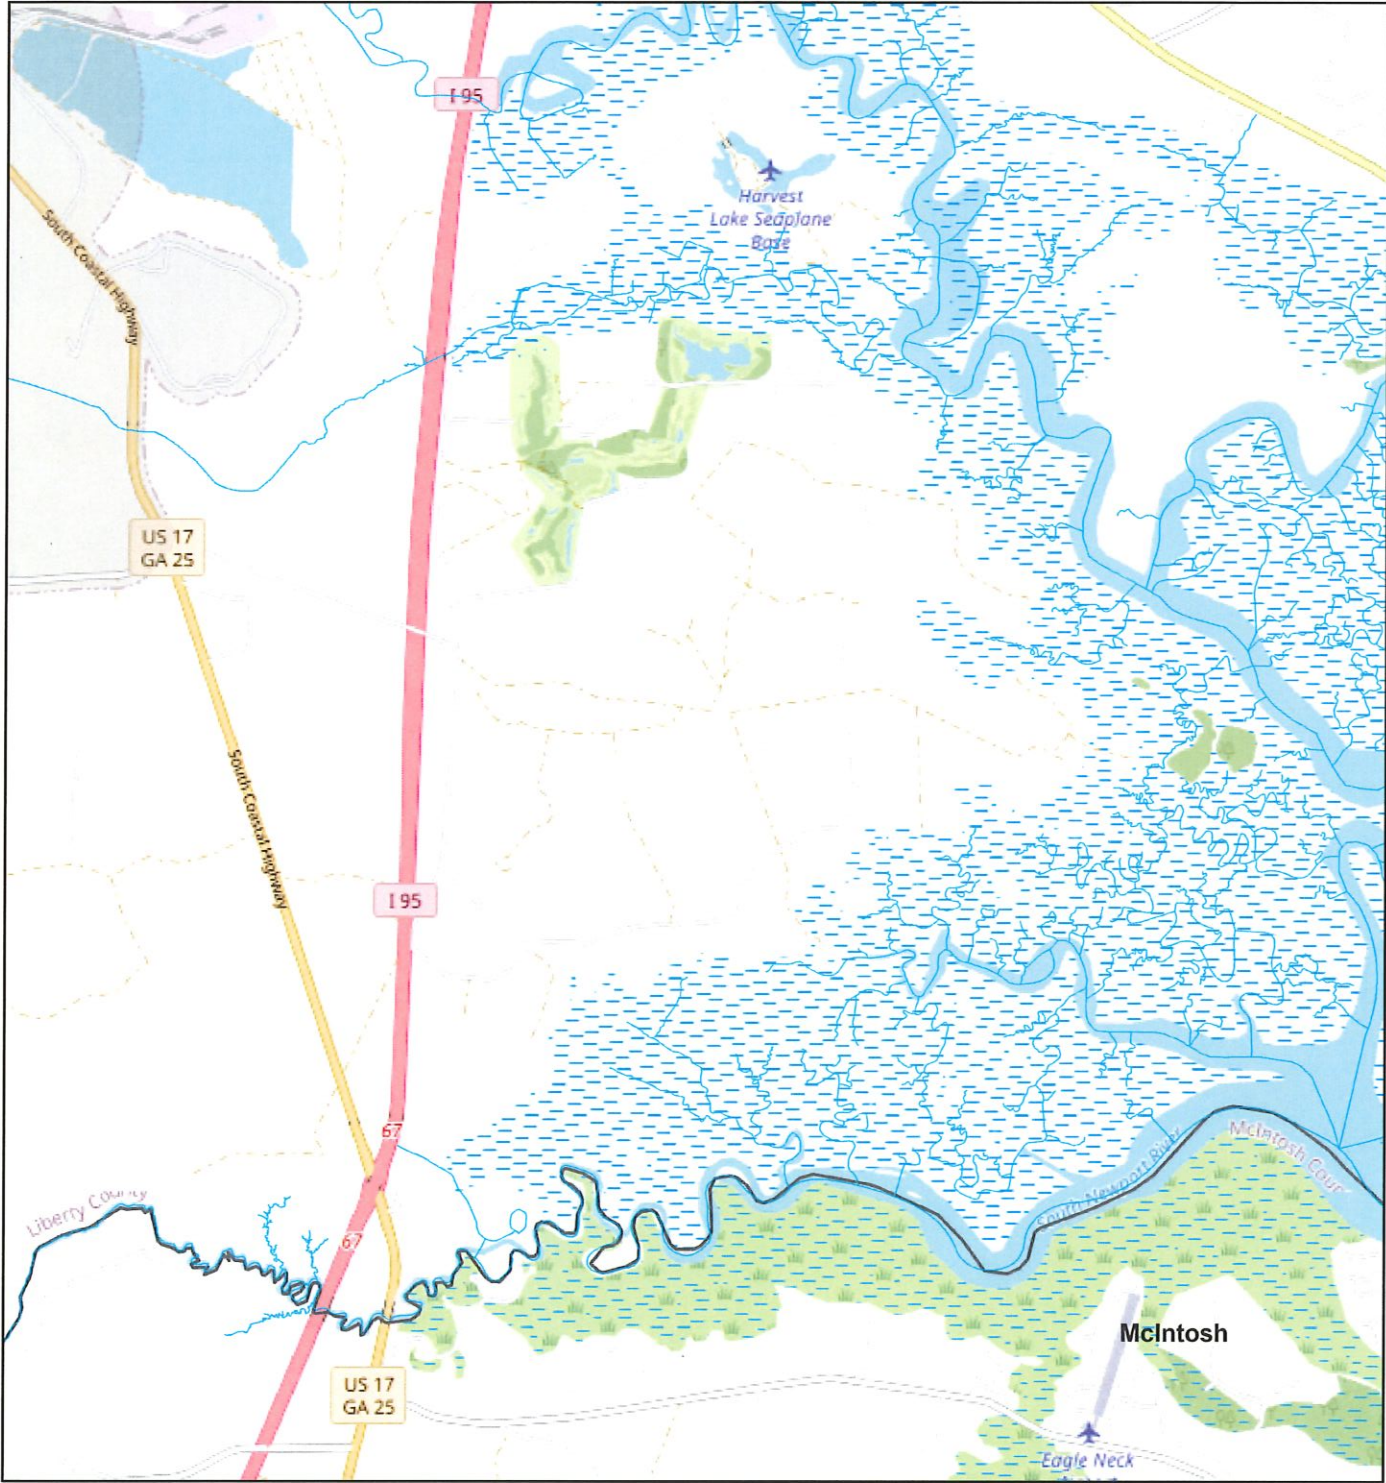 I 95
Harvest
Lake Seaplane
Base
South Coastal Highway
US 17
GA 25
South Coastal Highway
I 95
67
McIntosh
South Newport River
Liberty County
67
McIntosh
US 17
GA 25
Eagle Neck